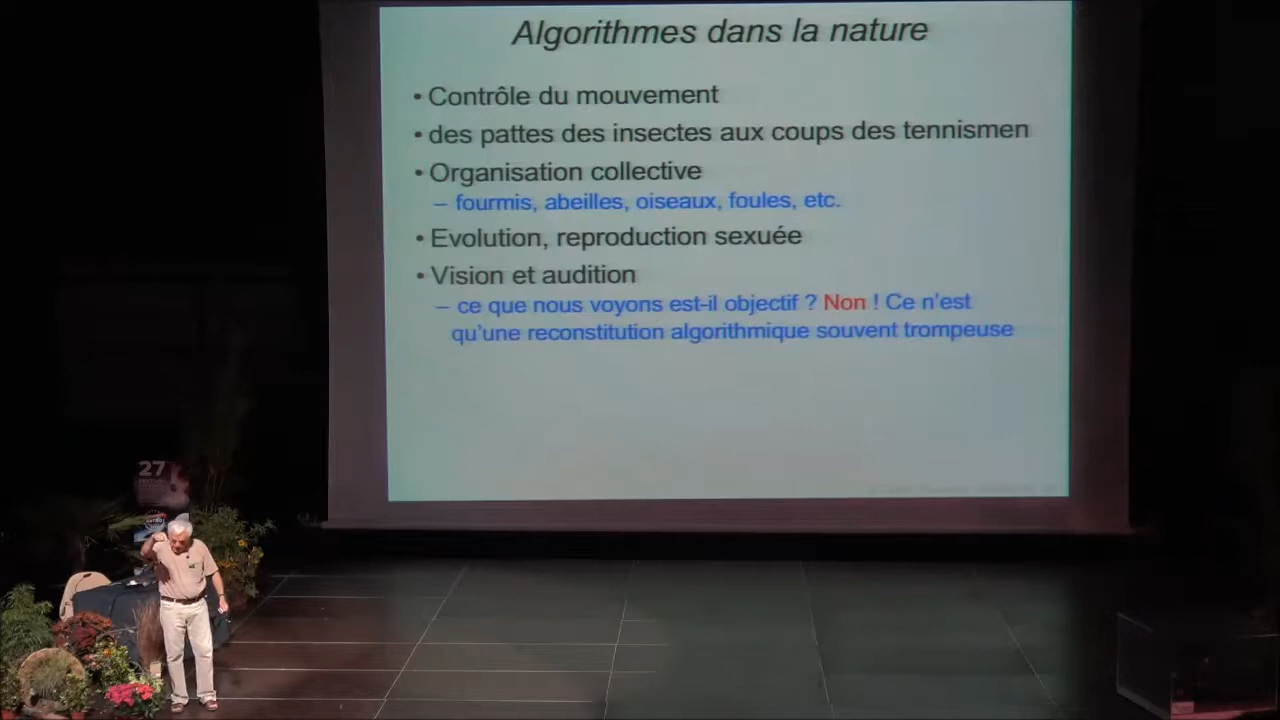 Algorithmes dans la nature
• Contrôle du mouvement
• des pattes des insectes aux coups des tennismen
• Organisation collective
– fourmis, abeilles, oiseaux, foules, etc.
• Evolution, reproduction sexuée
• Vision et audition
– ce que nous voyons est-il objectif ? Non ! Ce n'est
qu'une reconstitution algorithmique souvent trompeuse
27